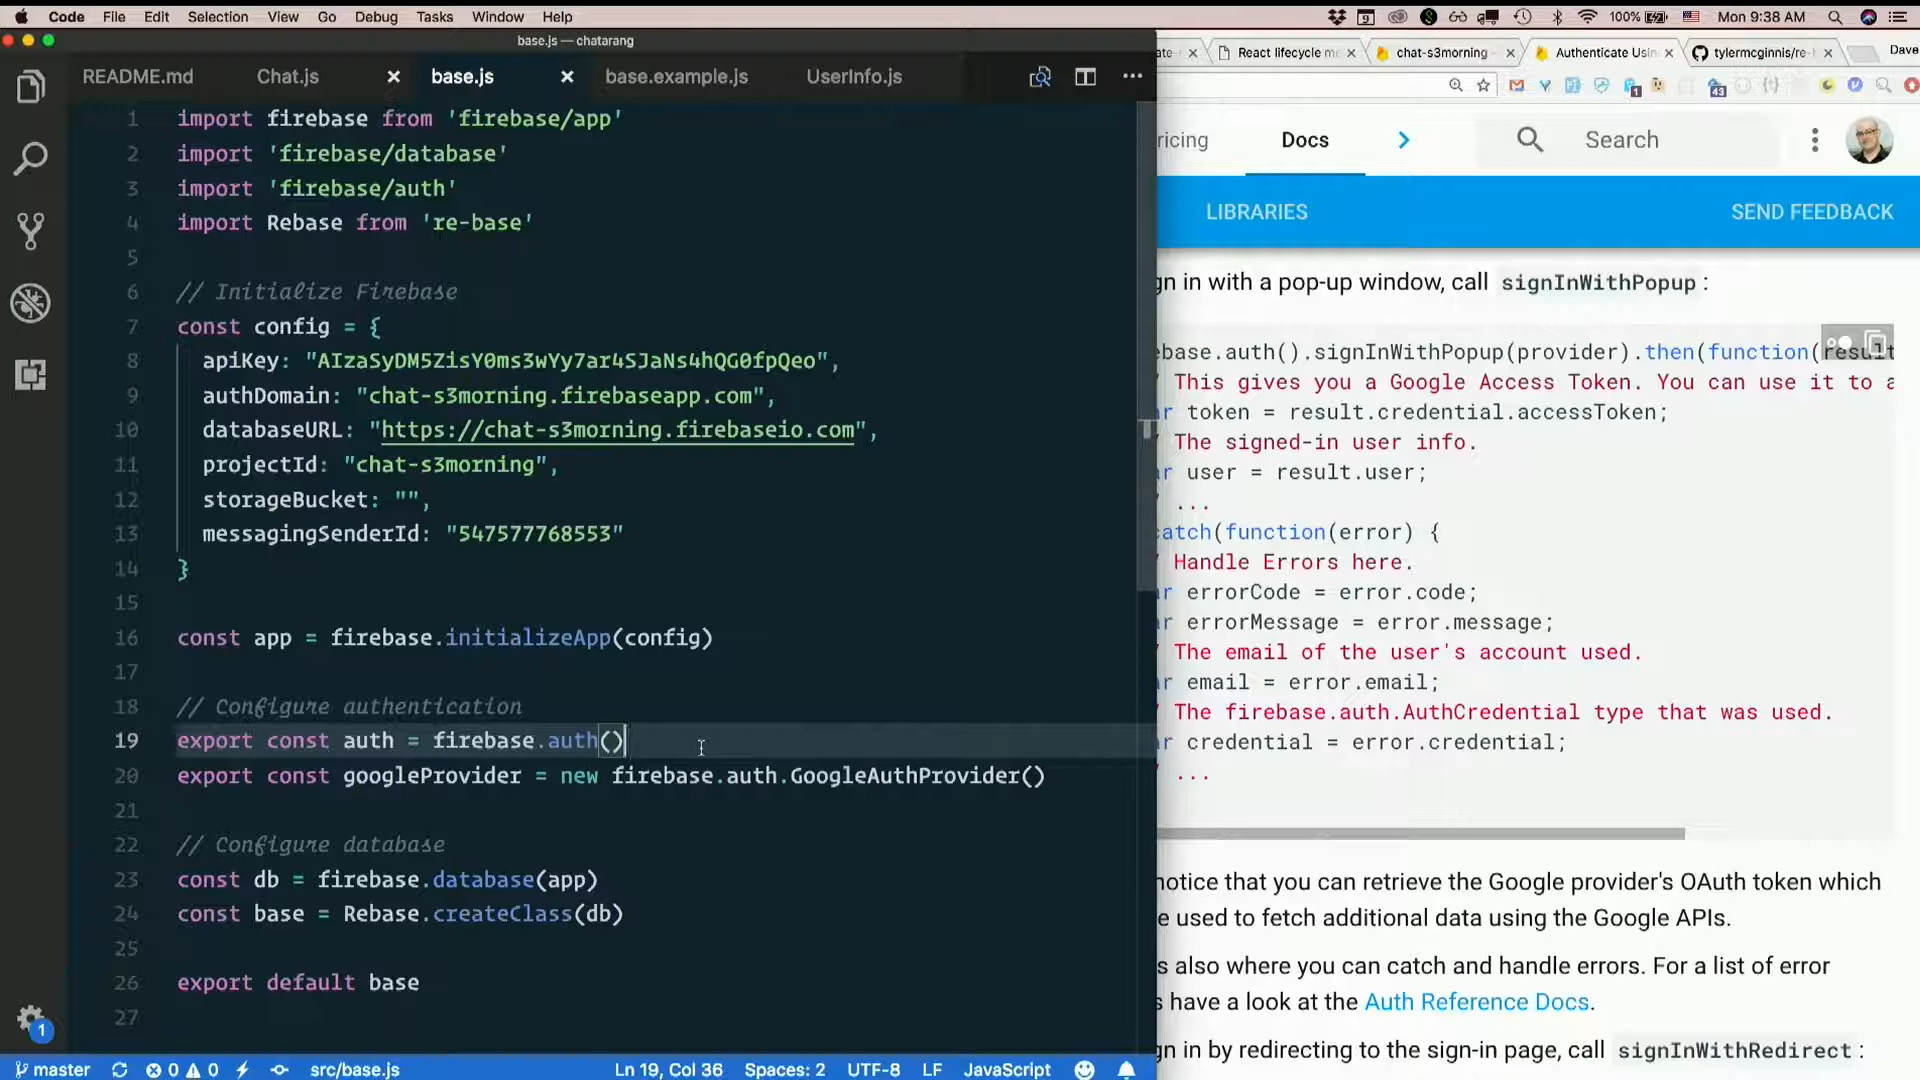 Code File Edit Selection View Go Debug Tasks Window Help
100% Mon 9:38 AM
base.js — chatarang
README.md Chat.js base.js base.example.js UserInfo.js
1 import firebase from 'firebase/app'
2 import 'firebase/database'
3 import 'firebase/auth'
4 import Rebase from 're-base'
5
6 // Initialize Firebase
7 const config = {
8 apiKey: "AIzaSyDM5ZisY0ms3wYy7ar4SJaNs4hQG0fpQeo",
9 authDomain: "chat-s3morning.firebaseapp.com",
10 databaseURL: "https://chat-s3morning.firebaseio.com",
11 projectId: "chat-s3morning",
12 storageBucket: "",
13 messagingSenderId: "547577768553"
14 }
15
16 const app = firebase.initializeApp(config)
17
18 // Configure authentication
19 export const auth = firebase.auth()
20 export const googleProvider = new firebase.auth.GoogleAuthProvider()
21
22 // Configure database
23 const db = firebase.database(app)
24 const base = Rebase.createClass(db)
25
26 export default base
27
1
master 0 0 src/base.js Ln 19, Col 36 Spaces: 2 UTF-8 LF JavaScript
ate-r React lifecycle me chat-s3morning - Authenticate Usin tylermcginnis/re-b Dave
1 43
ricing Docs Search
LIBRARIES SEND FEEDBACK
gn in with a pop-up window, call signInWithPopup :
ebase.auth().signInWithPopup(provider).then(function(result
This gives you a Google Access Token. You can use it to a
r token = result.credential.accessToken;
The signed-in user info.
r user = result.user;
...
catch(function(error) {
Handle Errors here.
r errorCode = error.code;
r errorMessage = error.message;
The email of the user's account used.
r email = error.email;
The firebase.auth.AuthCredential type that was used.
r credential = error.credential;
...
notice that you can retrieve the Google provider's OAuth token which
e used to fetch additional data using the Google APIs.
s also where you can catch and handle errors. For a list of error
s have a look at the Auth Reference Docs.
gn in by redirecting to the sign-in page, call signInWithRedirect :